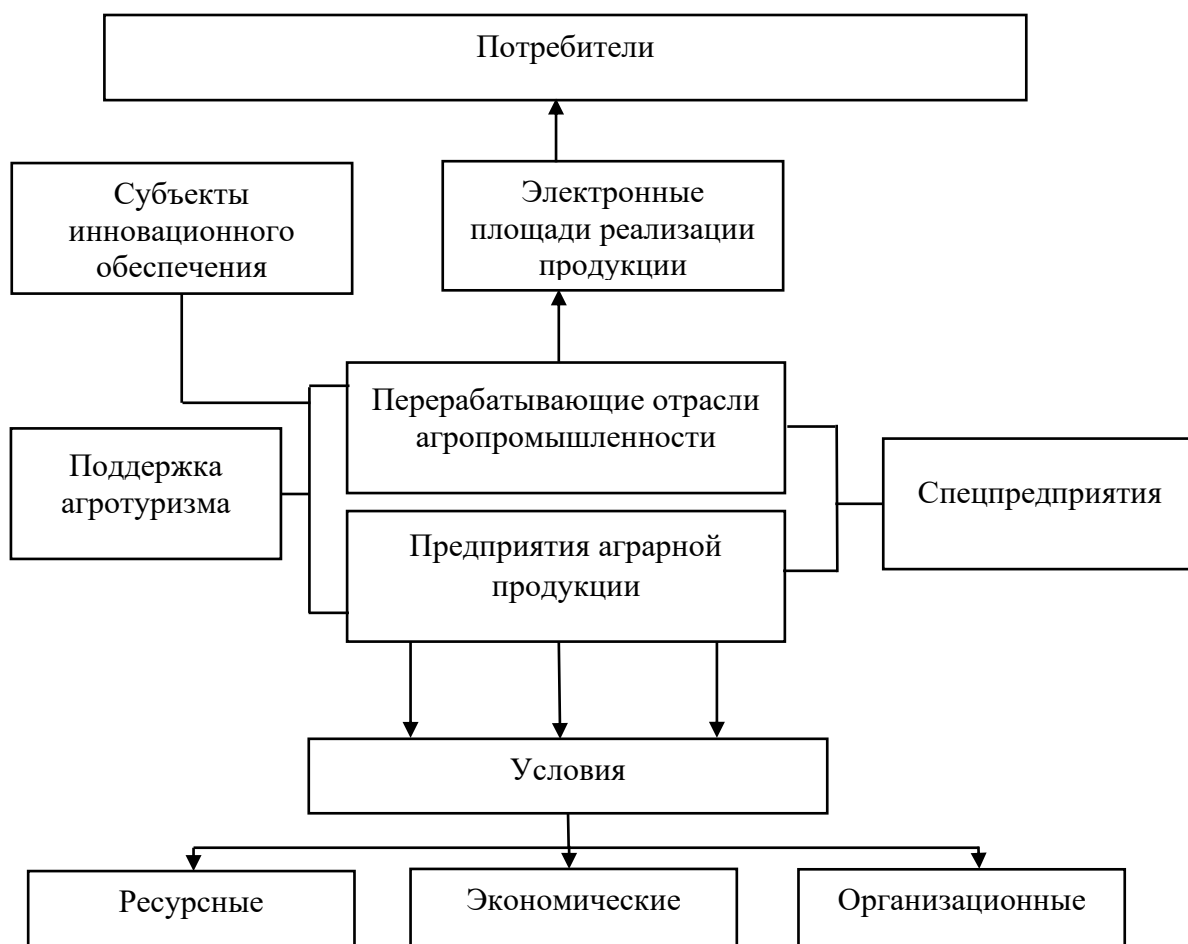 Потребители
Субъекты
инновационного
обеспечения
Электронные
площади реализации
продукции
Перерабатывающие отрасли
агропромышленности
Поддержка
агротуризма
Спецпредприятия
Предприятия аграрной
продукции
Условия
Ресурсные
Экономические
Организационные